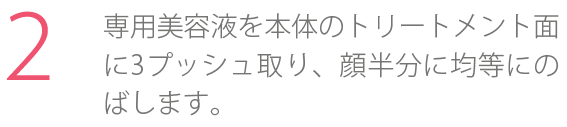 2
専用美容液を本体のトリートメント面
に3プッシュ取り、顔半分に均等にの
ばします。